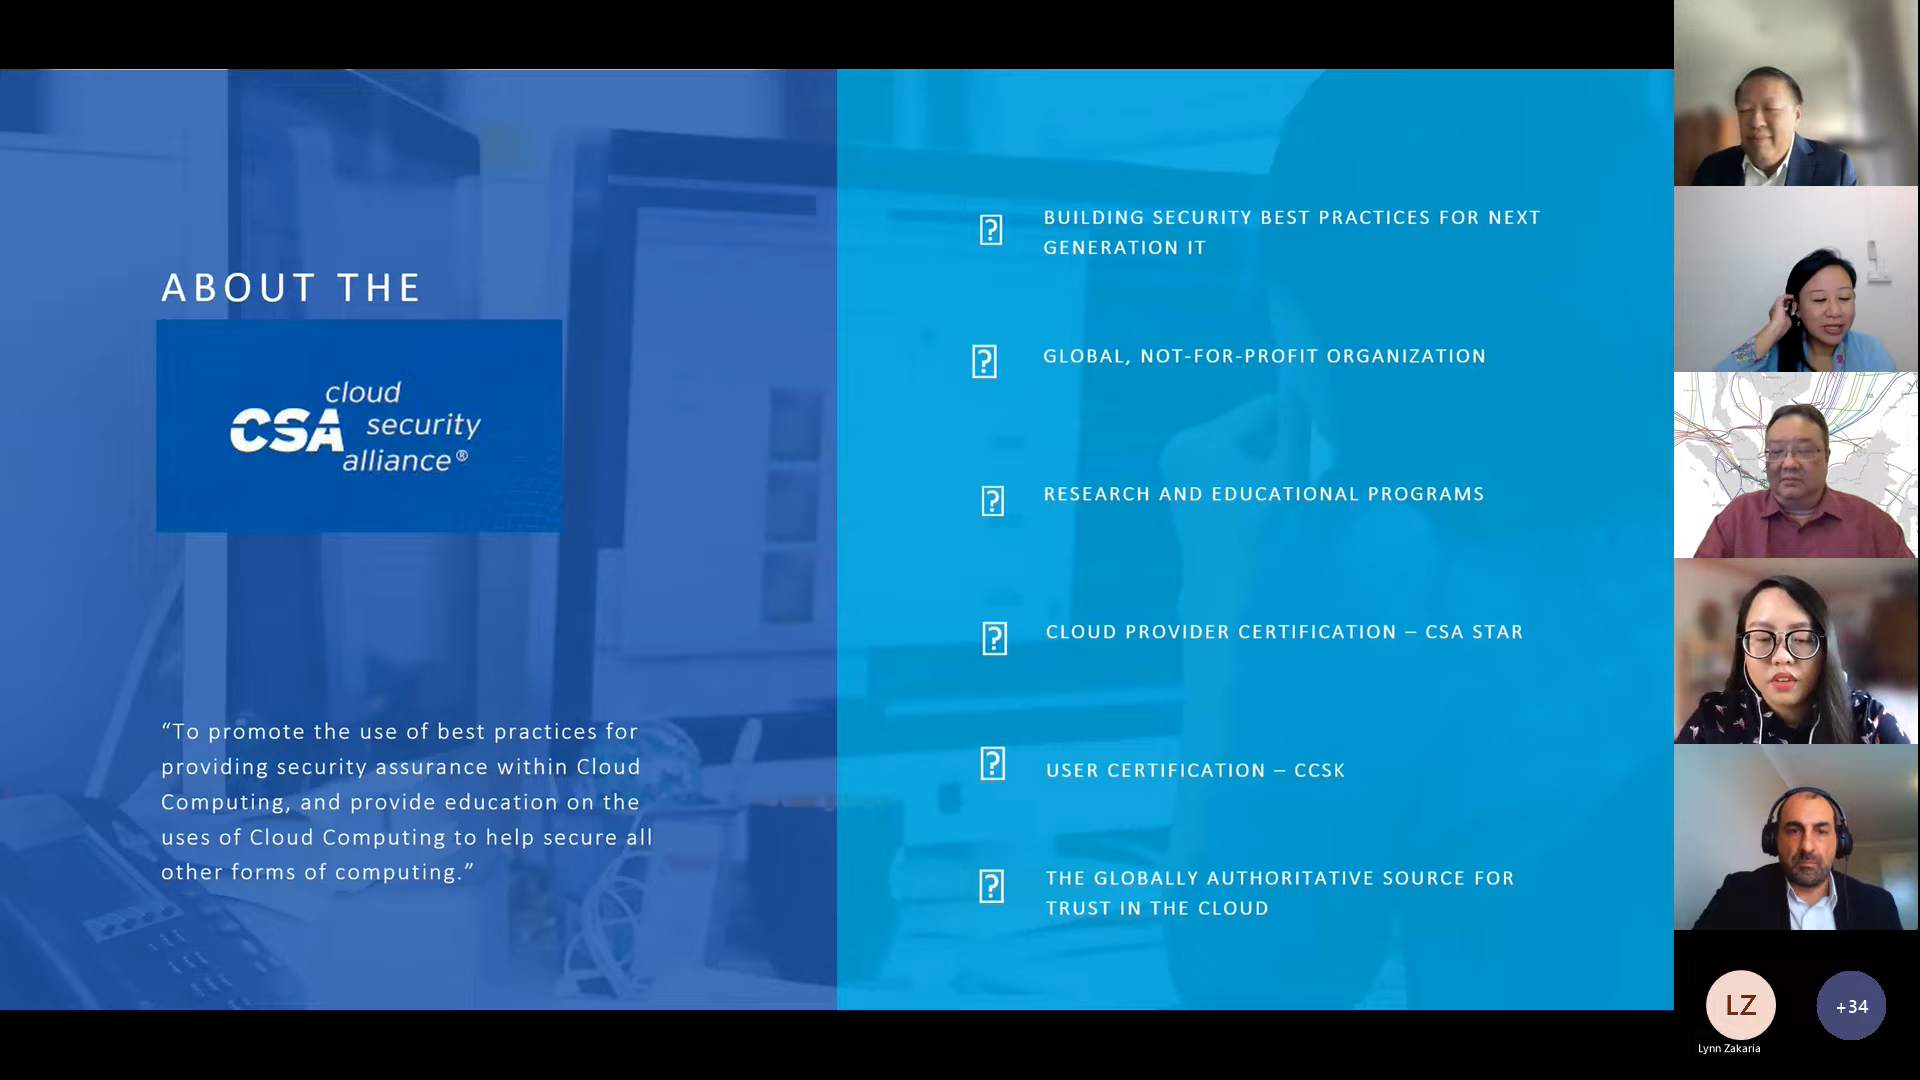 ABOUT THE
cloud
CSA security
alliance®
“To promote the use of best practices for
providing security assurance within Cloud
Computing, and provide education on the
uses of Cloud Computing to help secure all
other forms of computing.”
BUILDING SECURITY BEST PRACTICES FOR NEXT
GENERATION IT
GLOBAL, NOT-FOR-PROFIT ORGANIZATION
RESEARCH AND EDUCATIONAL PROGRAMS
CLOUD PROVIDER CERTIFICATION – CSA STAR
USER CERTIFICATION – CCSK
THE GLOBALLY AUTHORITATIVE SOURCE FOR
TRUST IN THE CLOUD
LZ
+34
Lynn Zakaria